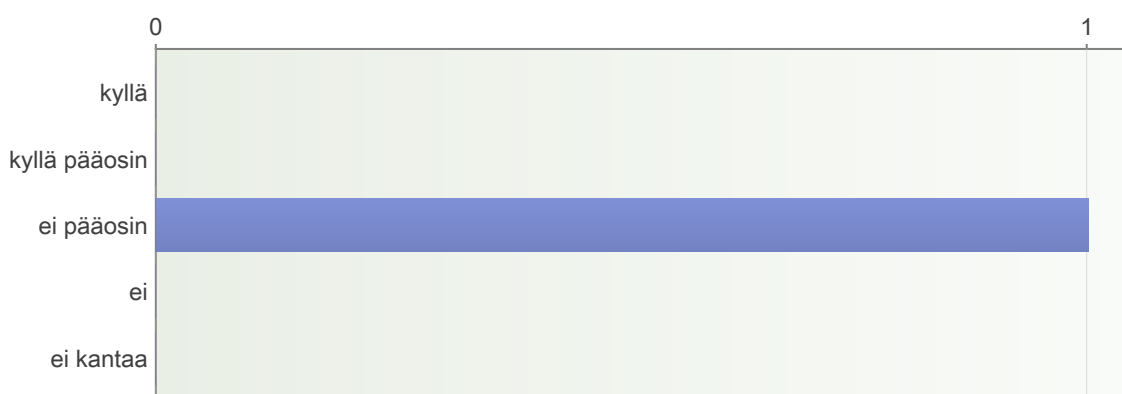 0 1
kyllä
kyllä pääosin
ei pääosin
ei
ei kantaa